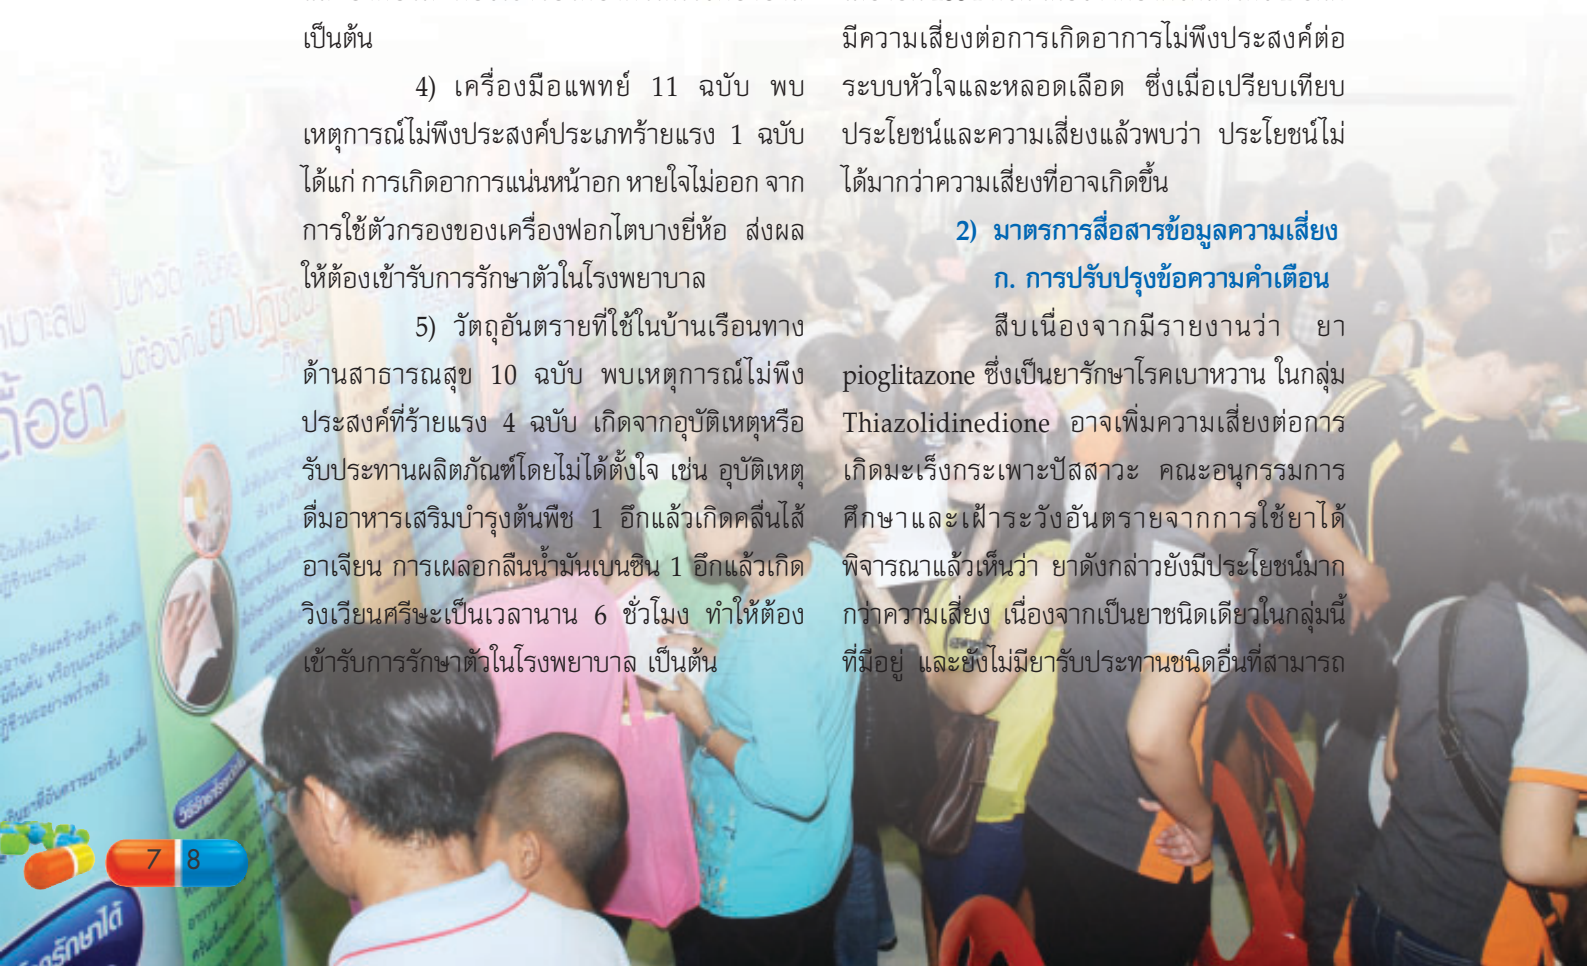 เป็นต้น
4) เครื่องมือแพทย์ 11 ฉบับ พบ
เหตุการณ์ไม่พึงประสงค์ประเภทร้ายแรง 1 ฉบับ
ได้แก่ การเกิดอาการแน่นหน้าอก หายใจไม่ออก จาก
การใช้ตัวกรองของเครื่องฟอกไตบางยี่ห้อ ส่งผล
ให้ต้องเข้ารับการรักษาตัวในโรงพยาบาล
5) วัตถุอันตรายที่ใช้ในบ้านเรือนทาง
ด้านสาธารณสุข 10 ฉบับ พบเหตุการณ์ไม่พึง
ประสงค์ที่ร้ายแรง 4 ฉบับ เกิดจากอุบัติเหตุหรือ
รับประทานผลิตภัณฑ์โดยไม่ได้ตั้งใจ เช่น อุบัติเหตุ
ดื่มอาหารเสริมบำรุงต้นพืช 1 อึกแล้วเกิดคลื่นไส้
อาเจียน การเผลอกลืนน้ำมันเบนซิน 1 อึกแล้วเกิด
วิงเวียนศรีษะเป็นเวลานาน 6 ชั่วโมง ทำให้ต้อง
เข้ารับการรักษาตัวในโรงพยาบาล เป็นต้น
มีความเสี่ยงต่อการเกิดอาการไม่พึงประสงค์ต่อ
ระบบหัวใจและหลอดเลือด ซึ่งเมื่อเปรียบเทียบ
ประโยชน์และความเสี่ยงแล้วพบว่า ประโยชน์ไม่
ได้มากว่าความเสี่ยงที่อาจเกิดขึ้น
2) มาตรการสื่อสารข้อมูลความเสี่ยง
ก. การปรับปรุงข้อความคำเตือน
สืบเนื่องจากมีรายงานว่า ยา
pioglitazone ซึ่งเป็นยารักษาโรคเบาหวาน ในกลุ่ม
Thiazolidinedione อาจเพิ่มความเสี่ยงต่อการ
เกิดมะเร็งกระเพาะปัสสาวะ คณะอนุกรรมการ
ศึกษาและเฝ้าระวังอันตรายจากการใช้ยาได้
พิจารณาแล้วเห็นว่า ยาดังกล่าวยังมีประโยชน์มาก
กว่าความเสี่ยง เนื่องจากเป็นยาชนิดเดียวในกลุ่มนี้
ที่มีอยู่ และยังไม่มียารับประทานชนิดอื่นที่สามารถ
ดื้อยา
7 8
รักษาได้